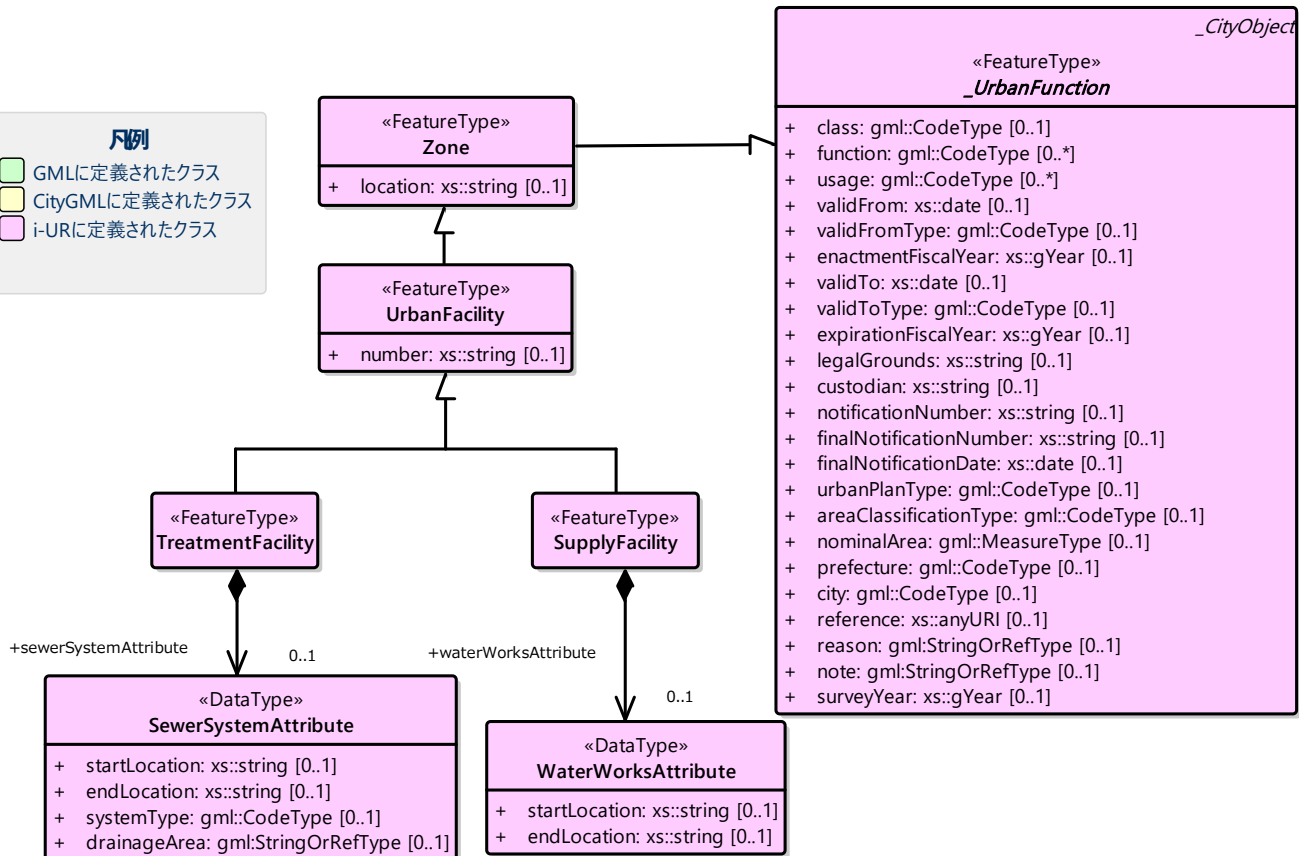 凡例
GMLに定義されたクラス
CityGMLに定義されたクラス
i-URに定義されたクラス
«FeatureType»
Zone
+ location: xs::string [0..1]
«FeatureType»
UrbanFacility
+ number: xs::string [0..1]
«FeatureType»
TreatmentFacility
«FeatureType»
SupplyFacility
+sewerSystemAttribute
0..1
+waterWorksAttribute
0..1
«DataType»
SewerSystemAttribute
+ startLocation: xs::string [0..1]
+ endLocation: xs::string [0..1]
+ systemType: gml::CodeType [0..1]
+ drainageArea: gml:StringOrRefType [0..1]
«DataType»
WaterWorksAttribute
+ startLocation: xs::string [0..1]
+ endLocation: xs::string [0..1]
_CityObject
«FeatureType»
_UrbanFunction
+ class: gml::CodeType [0..1]
+ function: gml::CodeType [0..*]
+ usage: gml::CodeType [0..*]
+ validFrom: xs::date [0..1]
+ validFromType: gml::CodeType [0..1]
+ enactmentFiscalYear: xs::gYear [0..1]
+ validTo: xs::date [0..1]
+ validToType: gml::CodeType [0..1]
+ expirationFiscalYear: xs::gYear [0..1]
+ legalGrounds: xs::string [0..1]
+ custodian: xs::string [0..1]
+ notificationNumber: xs::string [0..1]
+ finalNotificationNumber: xs::string [0..1]
+ finalNotificationDate: xs::date [0..1]
+ urbanPlanType: gml::CodeType [0..1]
+ areaClassificationType: gml::CodeType [0..1]
+ nominalArea: gml::MeasureType [0..1]
+ prefecture: gml::CodeType [0..1]
+ city: gml::CodeType [0..1]
+ reference: xs::anyURI [0..1]
+ reason: gml:StringOrRefType [0..1]
+ note: gml:StringOrRefType [0..1]
+ surveyYear: xs::gYear [0..1]